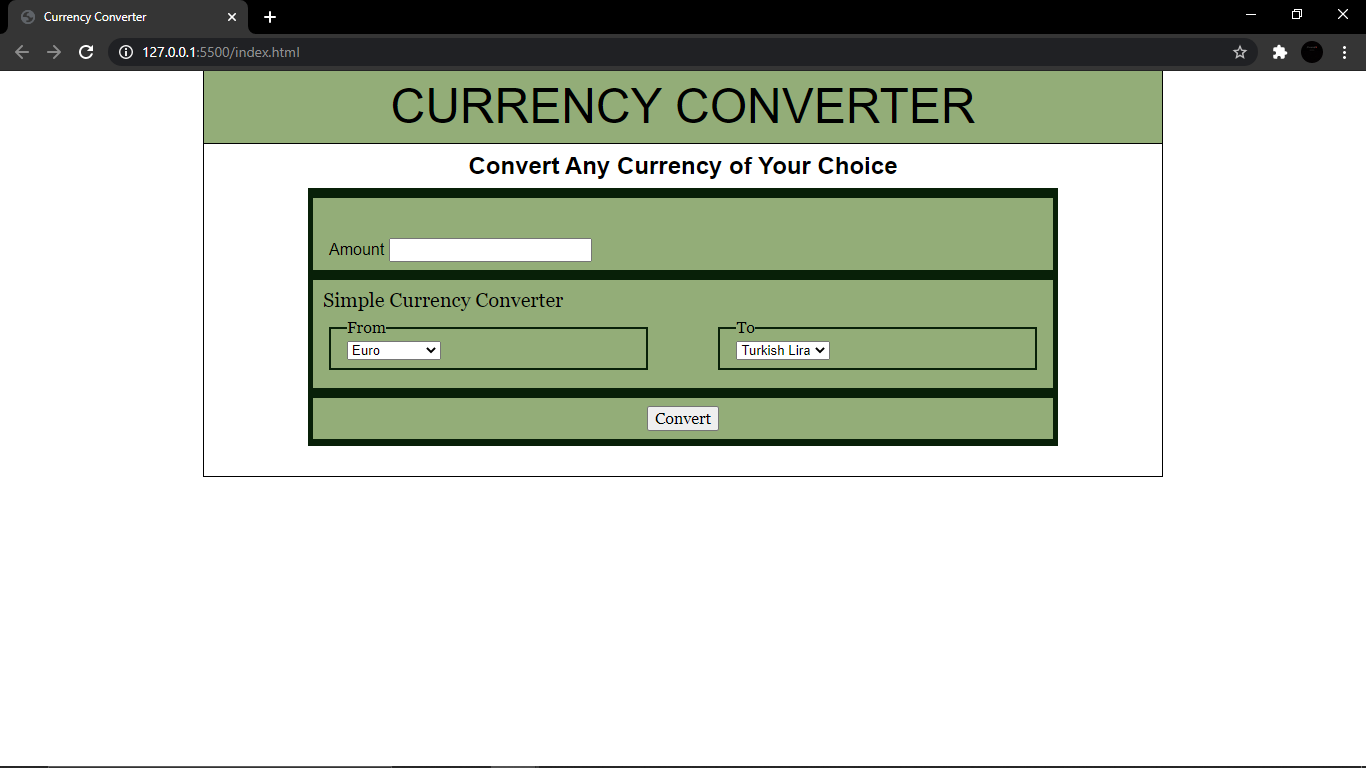 Currency Converter
127.0.0.1:5500/index.html
CURRENCY CONVERTER
Convert Any Currency of Your Choice
Amount
Simple Currency Converter
From To
Euro Turkish Lira
Convert